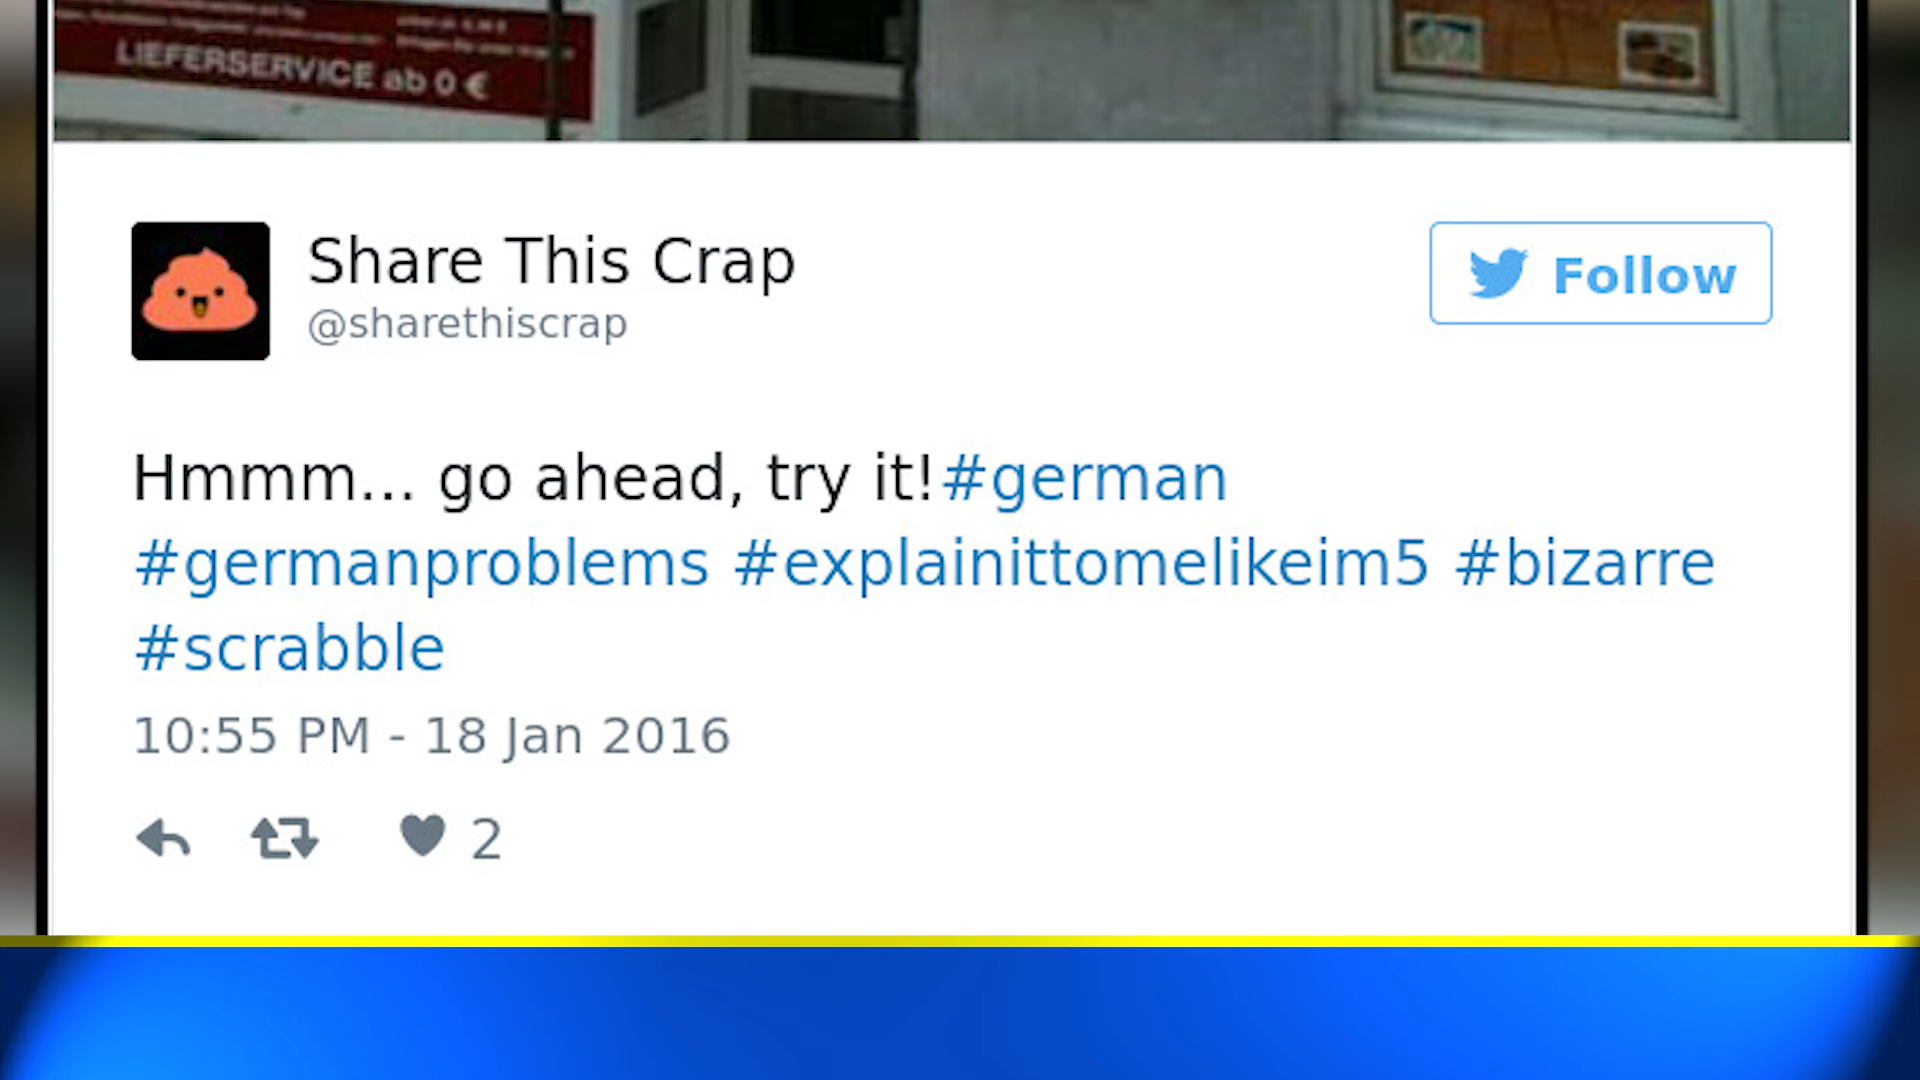 LIEFERSERVICE ab 0 €
Share This Crap
@sharethiscrap
Follow
Hmmm... go ahead, try it!#german
#germanproblems #explainittomelikeim5 #bizarre
#scrabble
10:55 PM - 18 Jan 2016
2